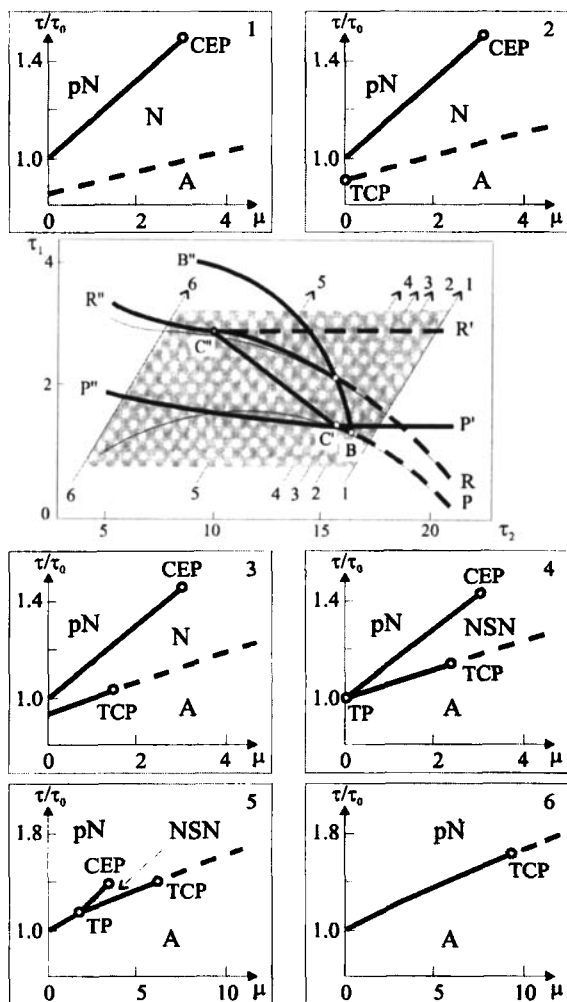 τ/τ₀ 1
1.4
CEP
pN
N
1.0
A
0 2 4 μ
τ/τ₀ 2
1.4
CEP
pN
N
1.0
TCP
A
0 2 4 μ
τ₁
4
B''
6 5 4 3 2 1
R''
R'
C''
2
P''
P'
C'
B
R
P
6 5 4 3 2 1
0
5 10 15 20 τ₂
τ/τ₀ 3
CEP
1.4
pN
N
1.0
TCP
A
0 2 4 μ
τ/τ₀ 4
CEP
1.4
pN
NSN
1.0
TP
TCP
A
0 2 4 μ
τ/τ₀ 5
pN
NSN
1.8
CEP
TCP
TP
1.0
A
0 5 10 μ
τ/τ₀ 6
pN
1.8
TCP
1.0
A
0 5 10 μ